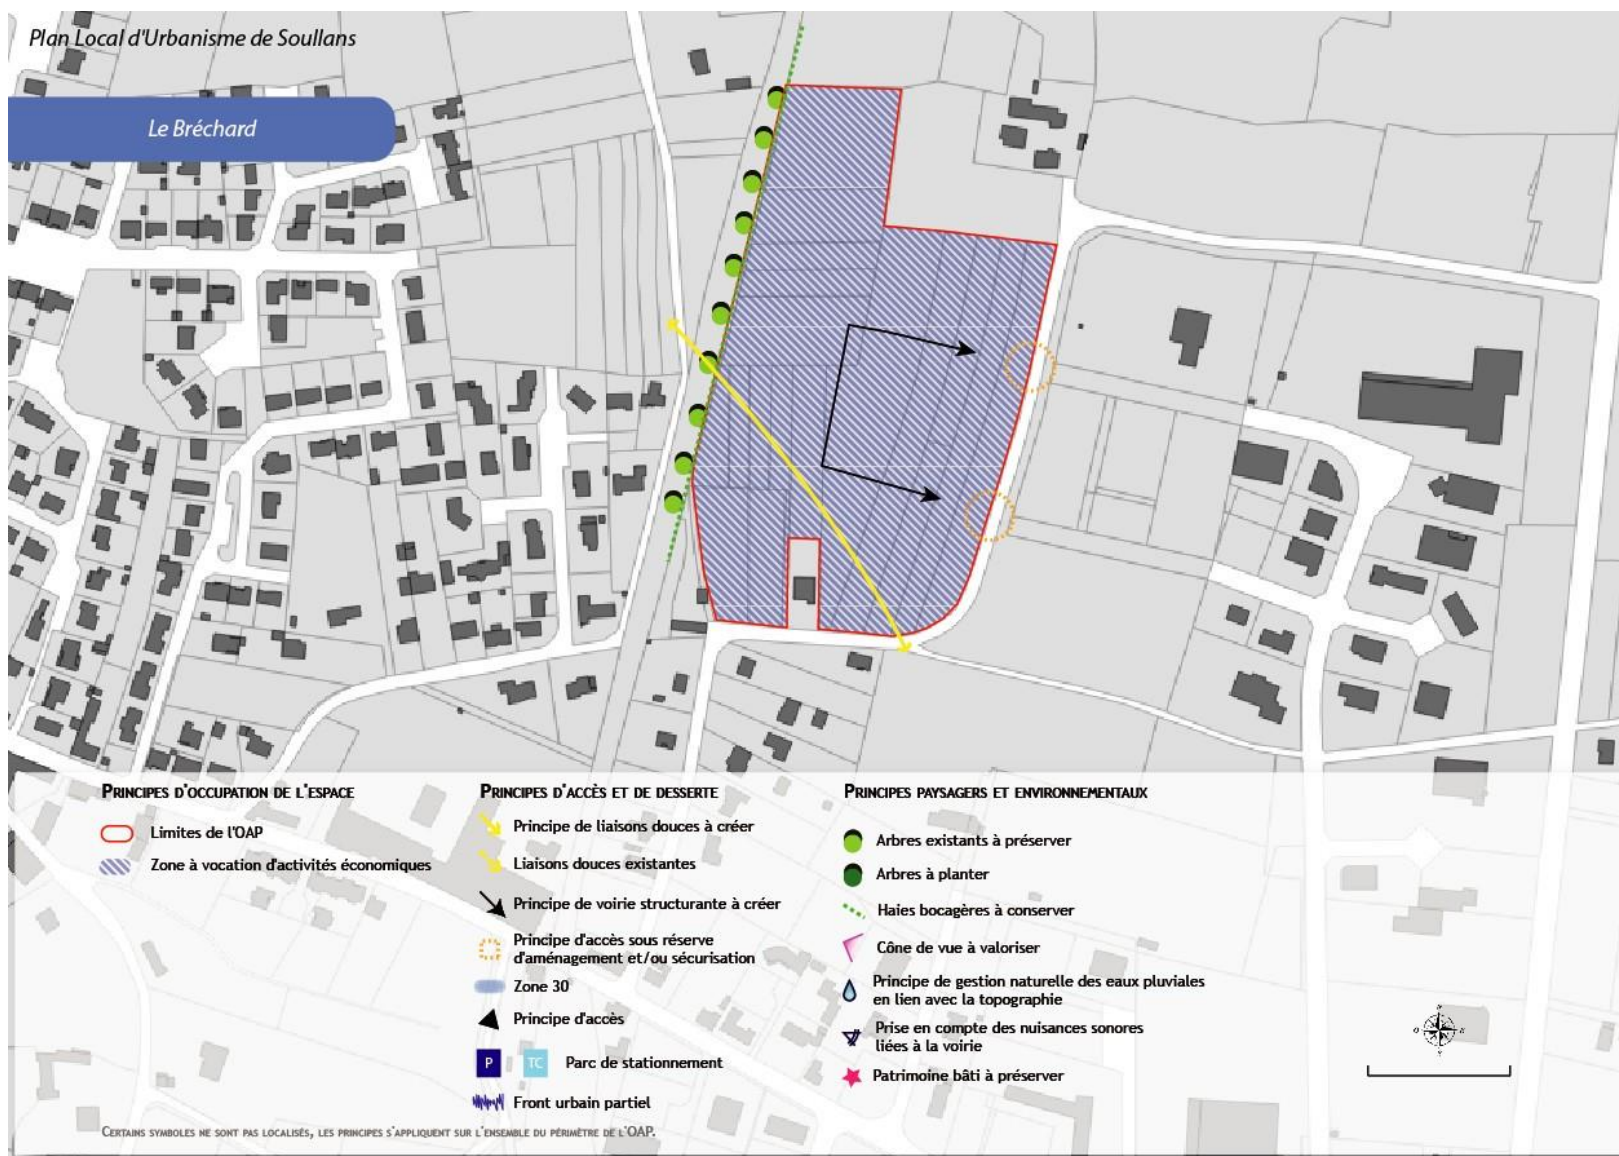 Plan Local d'Urbanisme de Soullans
Le Bréchard
PRINCIPES D'OCCUPATION DE L'ESPACE
Limites de l'OAP
Zone à vocation d'activités économiques
PRINCIPES D'ACCÈS ET DE DESSERTE
Principe de liaisons douces à créer
Liaisons douces existantes
Principe de voirie structurante à créer
Principe d'accès sous réserve
d'aménagement et/ou sécurisation
Zone 30
Principe d'accès
P TC Parc de stationnement
Front urbain partiel
PRINCIPES PAYSAGERS ET ENVIRONNEMENTAUX
Arbres existants à préserver
Arbres à planter
Haies bocagères à conserver
Cône de vue à valoriser
Principe de gestion naturelle des eaux pluviales
en lien avec la topographie
Prise en compte des nuisances sonores
liées à la voirie
Patrimoine bâti à préserver
CERTAINS SYMBOLES NE SONT PAS LOCALISÉS, LES PRINCIPES S'APPLIQUENT SUR L'ENSEMBLE DU PÉRIMÈTRE DE L'OAP.